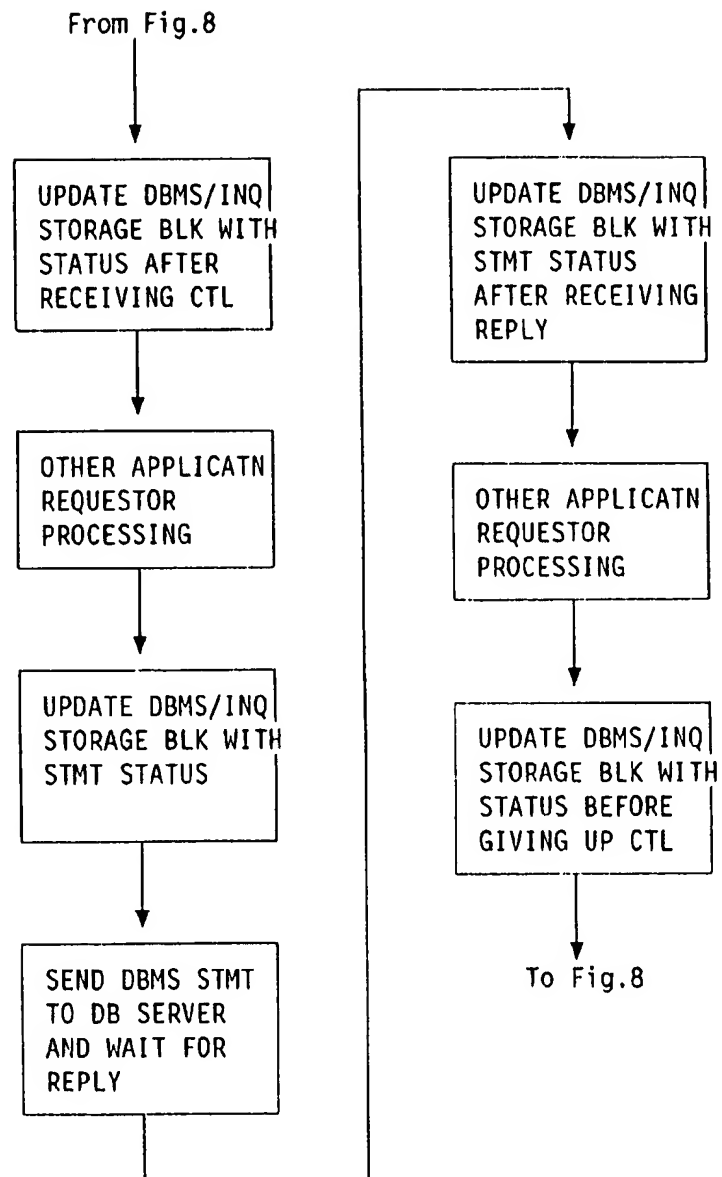 From Fig.8
UPDATE DBMS/INQ
STORAGE BLK WITH
STATUS AFTER
RECEIVING CTL
OTHER APPLICATN
REQUESTOR
PROCESSING
UPDATE DBMS/INQ
STORAGE BLK WITH
STMT STATUS
SEND DBMS STMT
TO DB SERVER
AND WAIT FOR
REPLY
UPDATE DBMS/INQ
STORAGE BLK WITH
STMT STATUS
AFTER RECEIVING
REPLY
OTHER APPLICATN
REQUESTOR
PROCESSING
UPDATE DBMS/INQ
STORAGE BLK WITH
STATUS BEFORE
GIVING UP CTL
To Fig.8